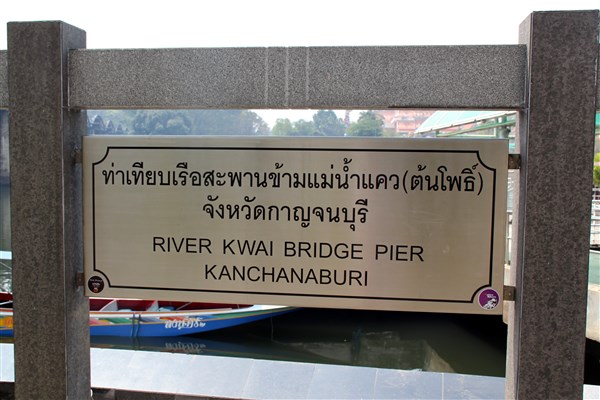 ท่าเทียบเรือสะพานข้ามแม่น้ำแคว(ต้นโพธิ์)
จังหวัดกาญจนบุรี
RIVER KWAI BRIDGE PIER
KANCHANABURI